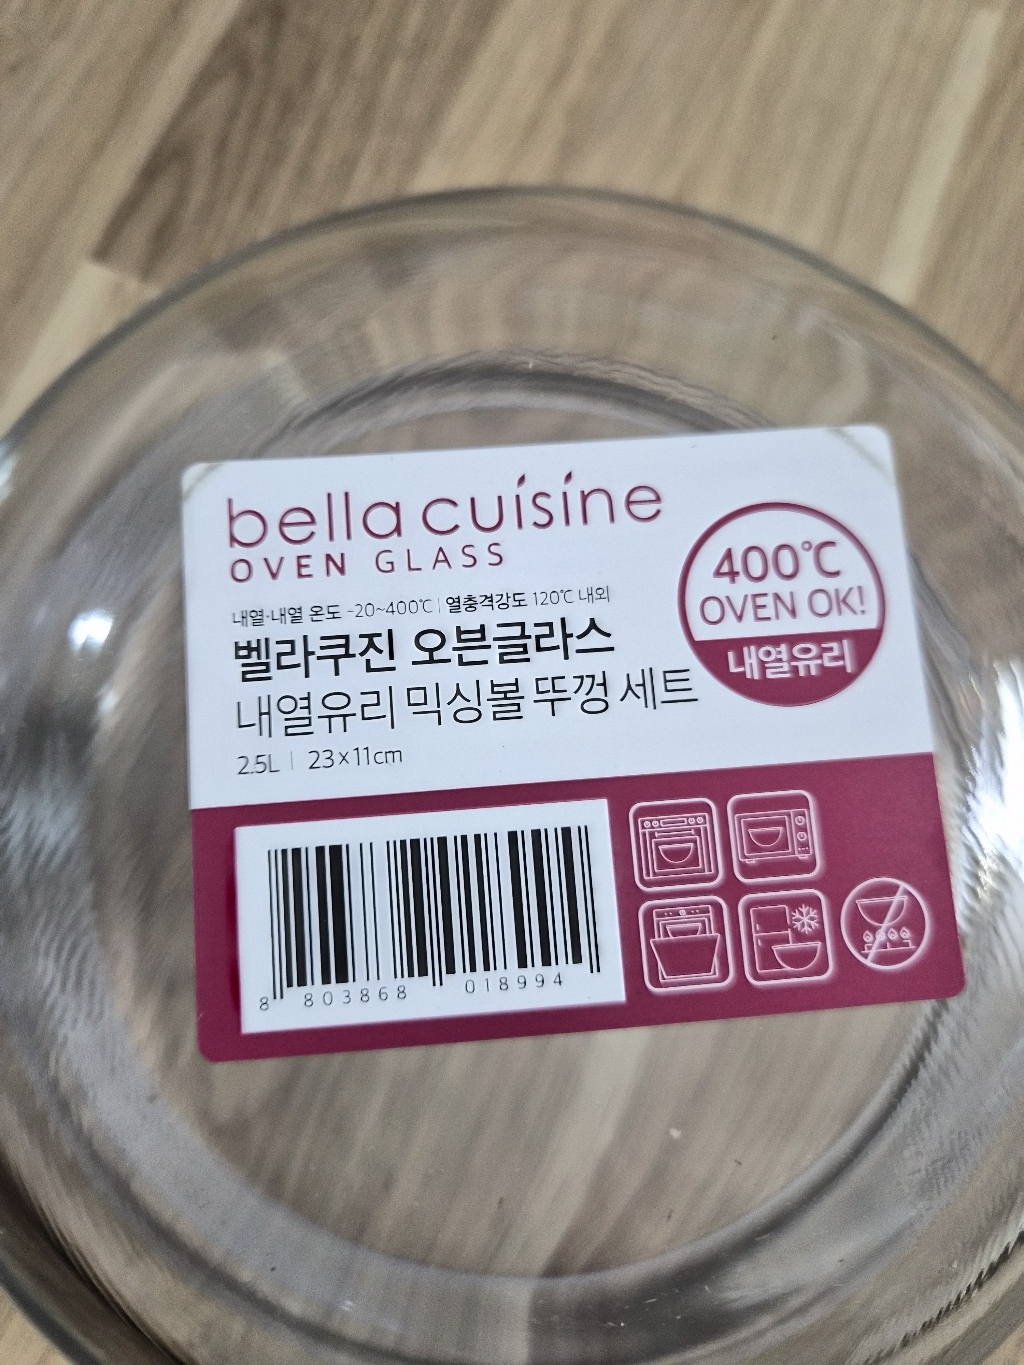 bella cuisine
OVEN GLASS
내열·내열 온도 -20~400℃ | 열충격강도 120℃ 내외
벨라쿠진 오븐글라스
내열유리 믹싱볼 뚜껑 세트
2.5L | 23×11cm
400℃
OVEN OK!
내열유리
8 803868 018994